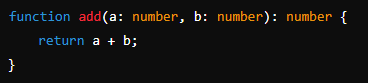 function add(a: number, b: number): number {
    return a + b;
}